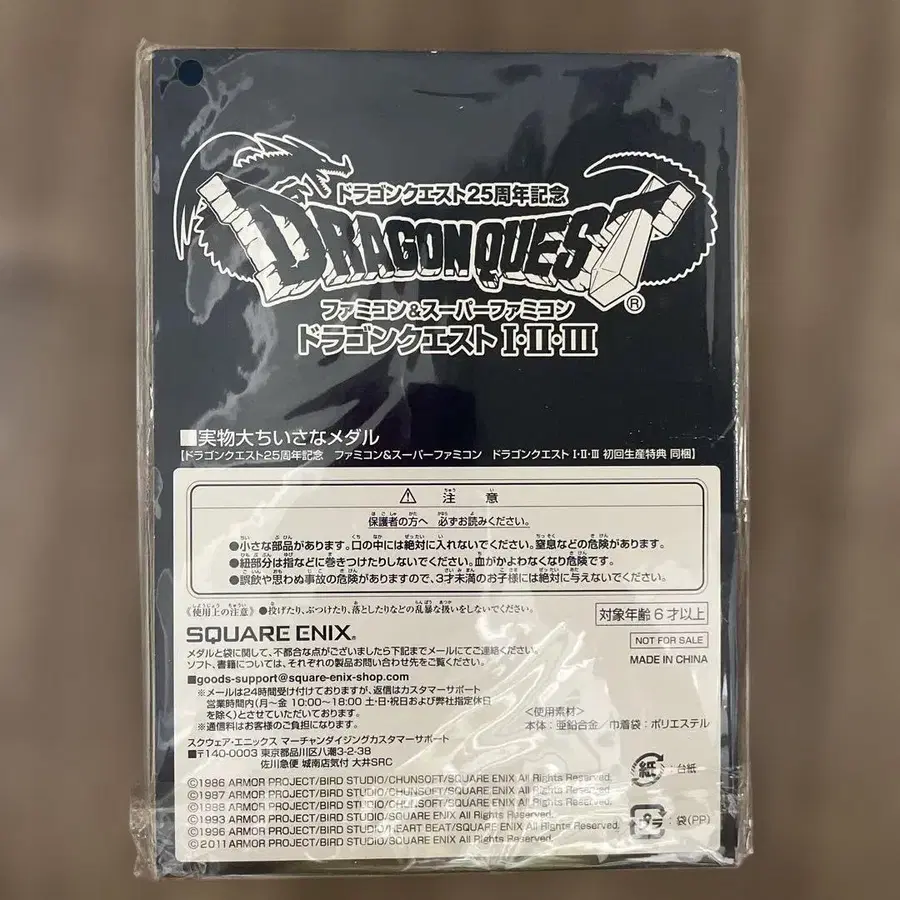 ドラゴンクエスト25周年記念
DRAGON QUEST®
ファミコン&スーパーファミコン
ドラゴンクエスト I・II・III
■実物大ちいさなメダル
【ドラゴンクエスト25周年記念 ファミコン&スーパーファミコン ドラゴンクエスト I・II・III 初回生産特典 同梱】
⚠ 注意
保護者の方へ 必ずお読みください。
●小さな部品があります。口の中には絶対に入れないでください。窒息などの危険があります。
●紐部分は指などに巻きつけたりしないでください。血がかよわなくなり危険です。
●誤飲や思わぬ事故の危険がありますので、3才未満のお子様には絶対に与えないでください。
《使用上の注意》●投げたり、ぶつけたり、落としたりなどの乱暴な扱いをしないでください。
対象年齢6才以上
SQUARE ENIX®
NOT FOR SALE
メダルと袋に関して、不都合な点がございましたら下記までメールにてご連絡ください。
ソフト、書籍については、それぞれの製品お問い合わせ先をご覧ください。
MADE IN CHINA
■goods-support@square-enix-shop.com
※メールは24時間受け付けておりますが、返信はカスタマーサポート
営業時間内(月~金 10:00~18:00 土・日・祝および弊社指定休日
を除く)とさせていただいております。
※通信料はお客様のご負担になります。
<使用素材>
本体:亜鉛合金/巾着袋:ポリエステル
スクウェア・エニックス マーチャンダイジングカスタマーサポート
■〒140-0003 東京都品川区八潮3-2-38
佐川急便 城南店気付 大井SRC
紙:台紙
©1986 ARMOR PROJECT/BIRD STUDIO/CHUNSOFT/SQUARE ENIX All Rights Reserved.
©1987 ARMOR PROJECT/BIRD STUDIO/CHUNSOFT/SQUARE ENIX All Rights Reserved.
©1988 ARMOR PROJECT/BIRD STUDIO/CHUNSOFT/SQUARE ENIX All Rights Reserved.
©1993 ARMOR PROJECT/BIRD STUDIO/CHUNSOFT/SQUARE ENIX All Rights Reserved.
©1996 ARMOR PROJECT/BIRD STUDIO/HEART BEAT/SQUARE ENIX All Rights Reserved.
©2011 ARMOR PROJECT/BIRD STUDIO/SQUARE ENIX All Rights Reserved.
プラ:袋(PP)